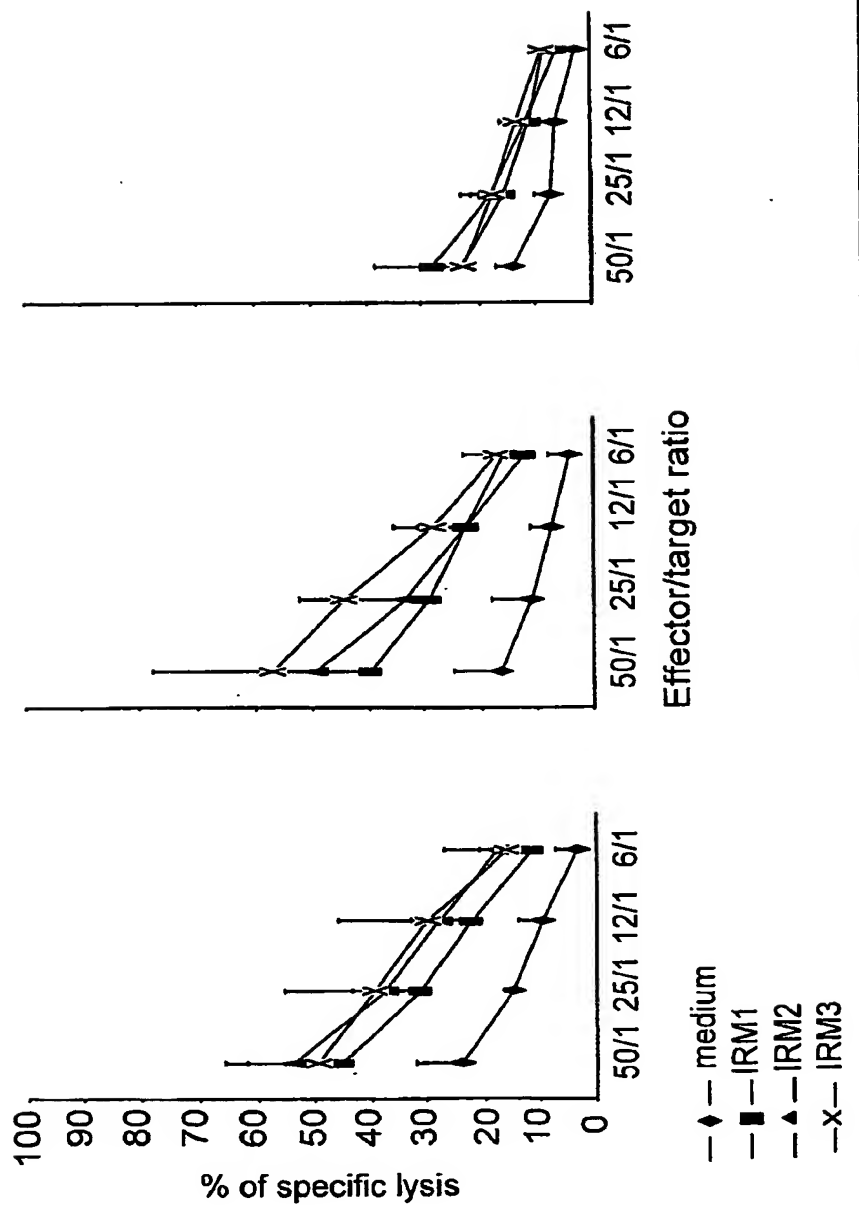 % of specific lysis
100
90
80
70
60
50
40
30
20
10
0
50/1 25/1 12/1 6/1
50/1 25/1 12/1 6/1
50/1 25/1 12/1 6/1
Effector/target ratio
medium
IRM1
IRM2
IRM3